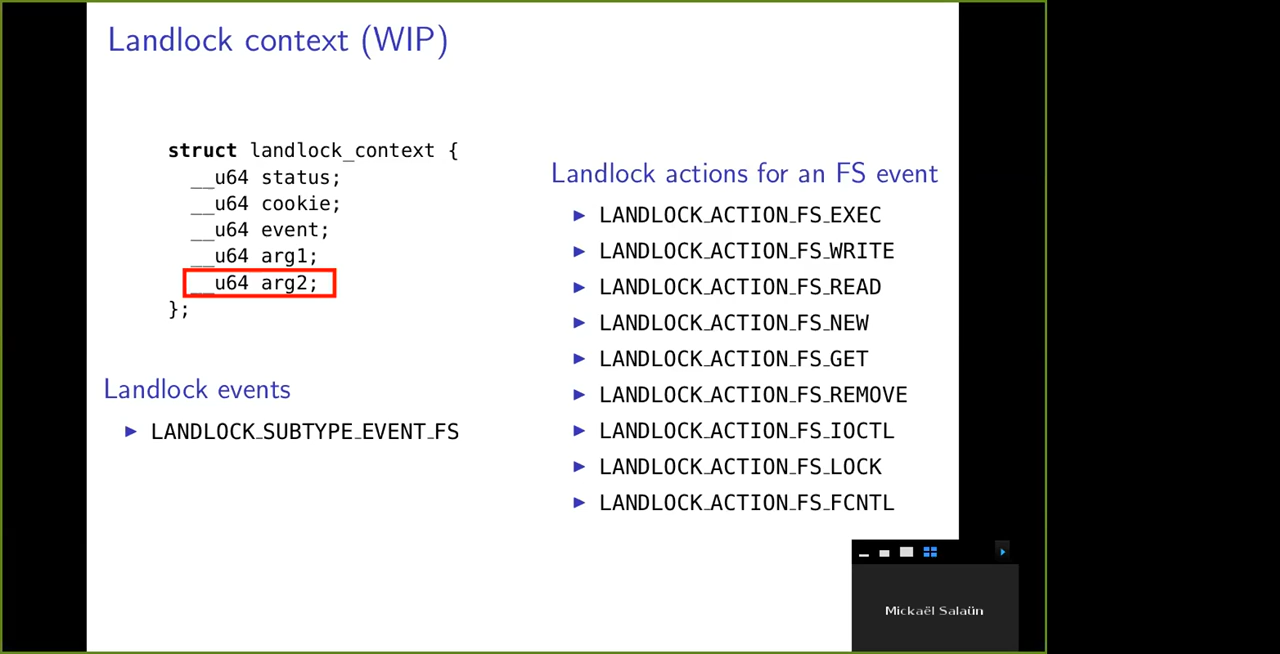 Landlock context (WIP)
struct landlock_context {
__u64 status;
__u64 cookie;
__u64 event;
__u64 arg1;
__u64 arg2;
};
Landlock events
LANDLOCK_SUBTYPE_EVENT_FS
Landlock actions for an FS event
LANDLOCK_ACTION_FS_EXEC
LANDLOCK_ACTION_FS_WRITE
LANDLOCK_ACTION_FS_READ
LANDLOCK_ACTION_FS_NEW
LANDLOCK_ACTION_FS_GET
LANDLOCK_ACTION_FS_REMOVE
LANDLOCK_ACTION_FS_IOCTL
LANDLOCK_ACTION_FS_LOCK
LANDLOCK_ACTION_FS_FCNTL
Mickaël Salaün